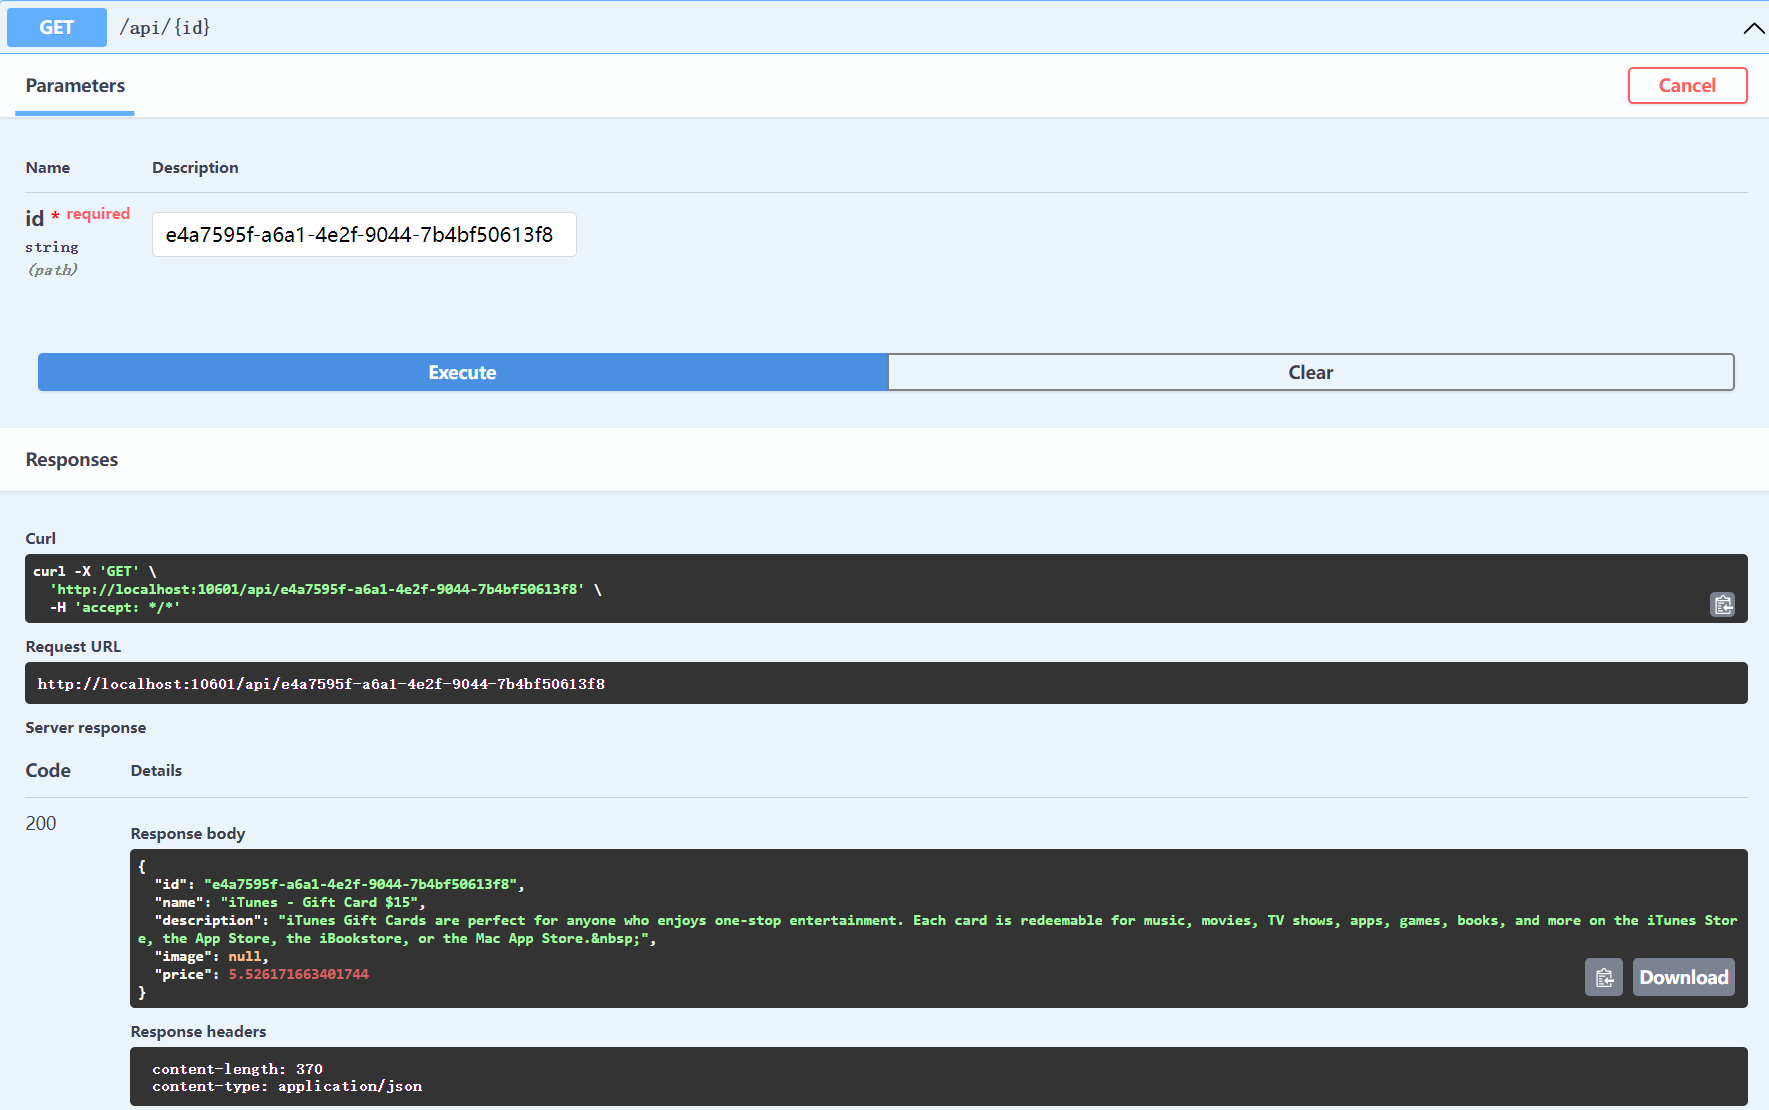 GET /api/{id}
Parameters
Cancel
Name Description
id * required
string
(path)
e4a7595f-a6a1-4e2f-9044-7b4bf50613f8
Execute Clear
Responses
Curl
curl -X 'GET' \
  'http://localhost:10601/api/e4a7595f-a6a1-4e2f-9044-7b4bf50613f8' \
  -H 'accept: */*'
Request URL
http://localhost:10601/api/e4a7595f-a6a1-4e2f-9044-7b4bf50613f8
Server response
Code Details
200
Response body
{
  "id": "e4a7595f-a6a1-4e2f-9044-7b4bf50613f8",
  "name": "iTunes - Gift Card $15",
  "description": "iTunes Gift Cards are perfect for anyone who enjoys one-stop entertainment. Each card is redeemable for music, movies, TV shows, apps, games, books, and more on the iTunes Stor
e, the App Store, the iBookstore, or the Mac App Store.&nbsp;",
  "image": null,
  "price": 5.526171663401744
}
Download
Response headers
content-length: 370
content-type: application/json